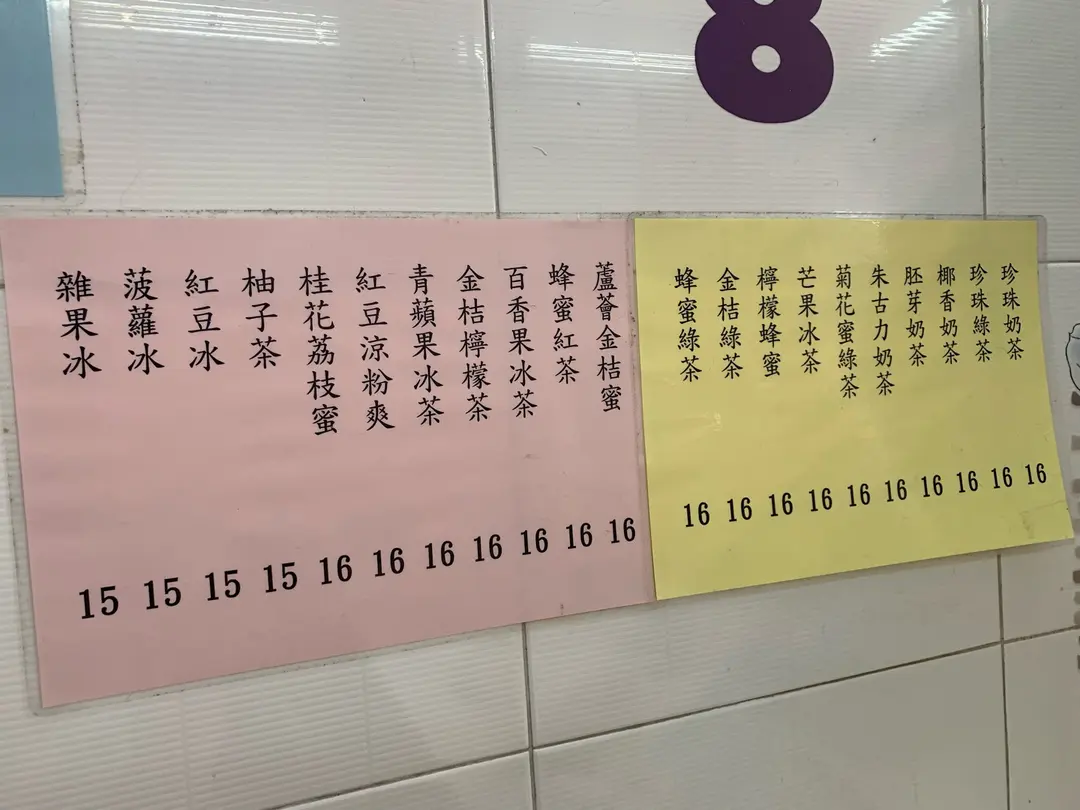 8
珍珠奶茶 16
珍珠綠茶 16
椰香奶茶 16
胚芽奶茶 16
朱古力奶茶 16
菊花蜜綠茶 16
芒果冰茶 16
檸檬蜂蜜 16
金桔綠茶 16
蜂蜜綠茶 16
蘆薈金桔蜜 16
蜂蜜紅茶 16
百香果冰茶 16
金桔檸檬茶 16
青蘋果冰茶 16
紅豆涼粉爽 16
桂花荔枝蜜 16
柚子茶 15
紅豆冰 15
菠蘿冰 15
雜果冰 15